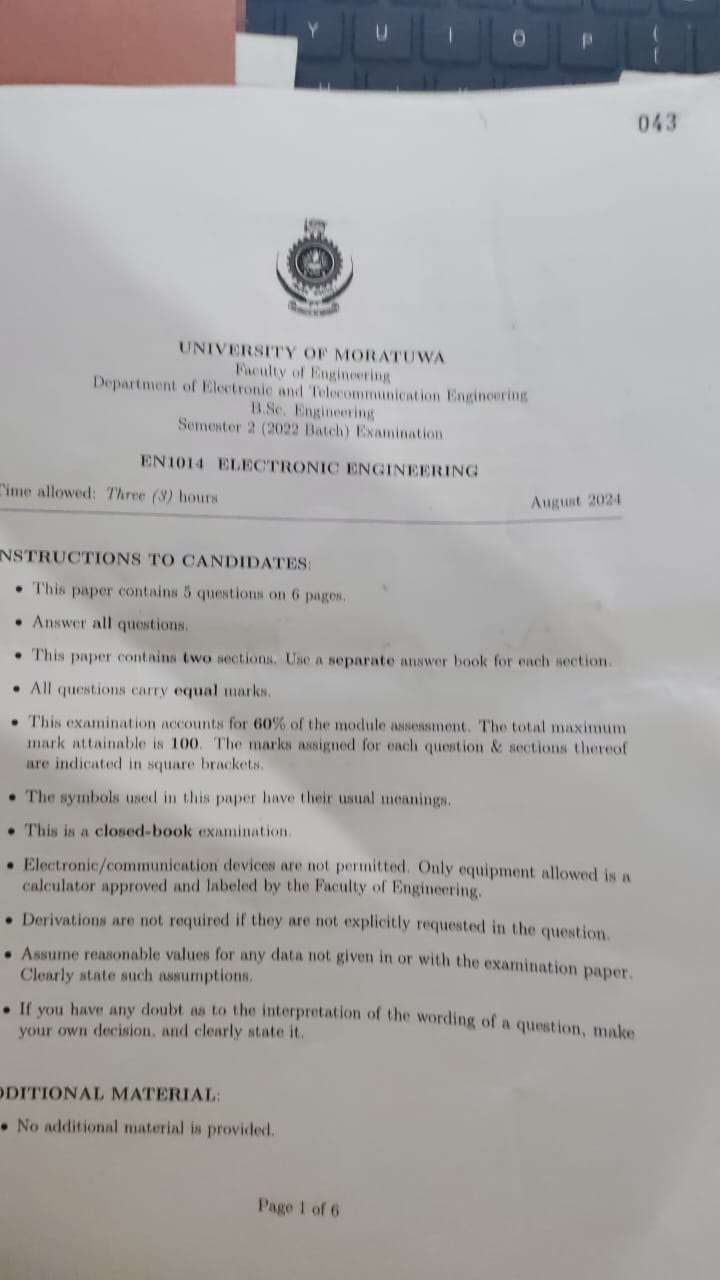 Y U I O P { [
043
UNIVERSITY OF MORATUWA
Faculty of Engineering
Department of Electronic and Telecommunication Engineering
B.Sc. Engineering
Semester 2 (2022 Batch) Examination
EN1014 ELECTRONIC ENGINEERING
Time allowed: Three (3) hours August 2024
NSTRUCTIONS TO CANDIDATES:
• This paper contains 5 questions on 6 pages.
• Answer all questions.
• This paper contains two sections. Use a separate answer book for each section.
• All questions carry equal marks.
• This examination accounts for 60% of the module assessment. The total maximum
mark attainable is 100. The marks assigned for each question & sections thereof
are indicated in square brackets.
• The symbols used in this paper have their usual meanings.
• This is a closed-book examination.
• Electronic/communication devices are not permitted. Only equipment allowed is a
calculator approved and labeled by the Faculty of Engineering.
• Derivations are not required if they are not explicitly requested in the question.
• Assume reasonable values for any data not given in or with the examination paper.
Clearly state such assumptions.
• If you have any doubt as to the interpretation of the wording of a question, make
your own decision, and clearly state it.
DDITIONAL MATERIAL:
• No additional material is provided.
Page 1 of 6